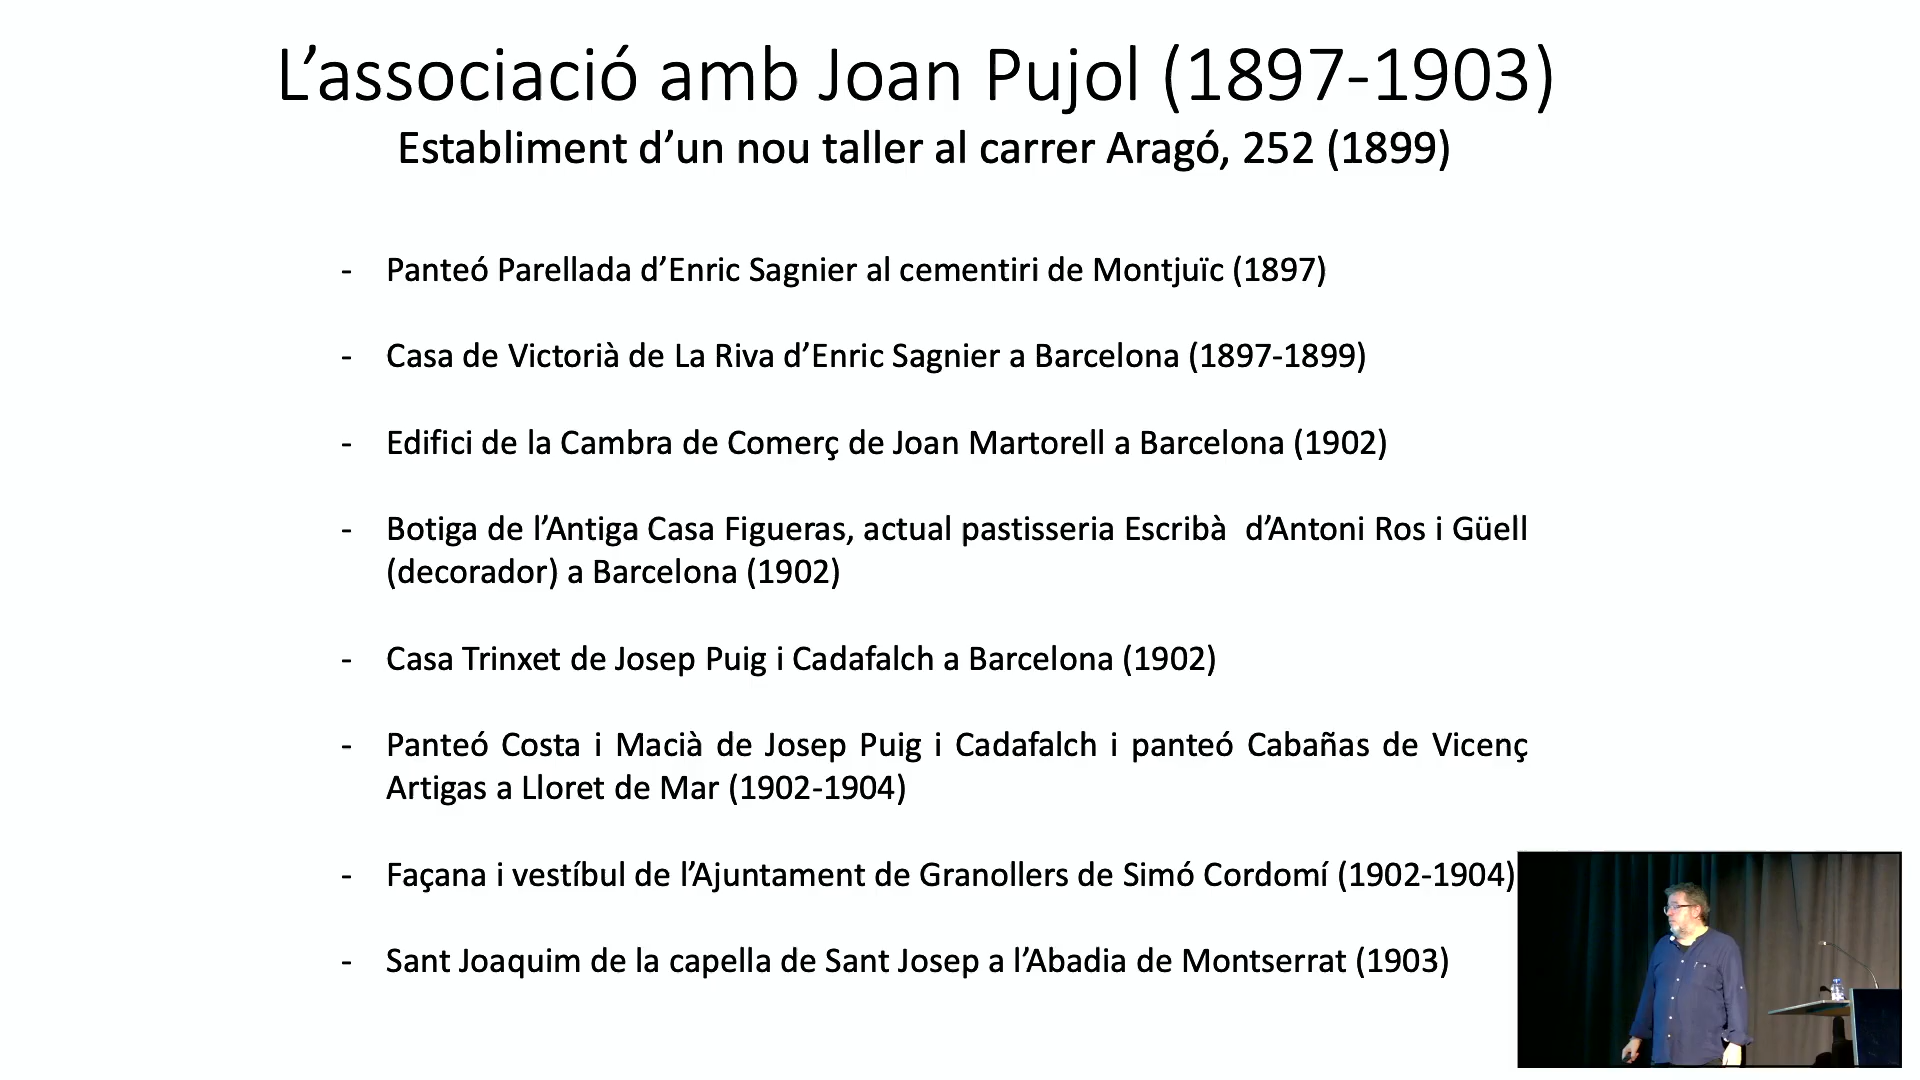 L’associació amb Joan Pujol (1897-1903)
Establiment d’un nou taller al carrer Aragó, 252 (1899)
- Panteó Parellada d’Enric Sagnier al cementiri de Montjuïc (1897)
- Casa de Victorià de La Riva d’Enric Sagnier a Barcelona (1897-1899)
- Edifici de la Cambra de Comerç de Joan Martorell a Barcelona (1902)
- Botiga de l’Antiga Casa Figueras, actual pastisseria Escribà  d’Antoni Ros i Güell
(decorador) a Barcelona (1902)
- Casa Trinxet de Josep Puig i Cadafalch a Barcelona (1902)
- Panteó Costa i Macià de Josep Puig i Cadafalch i panteó Cabañas de Vicenç
Artigas a Lloret de Mar (1902-1904)
- Façana i vestíbul de l’Ajuntament de Granollers de Simó Cordomí (1902-1904)
- Sant Joaquim de la capella de Sant Josep a l’Abadia de Montserrat (1903)